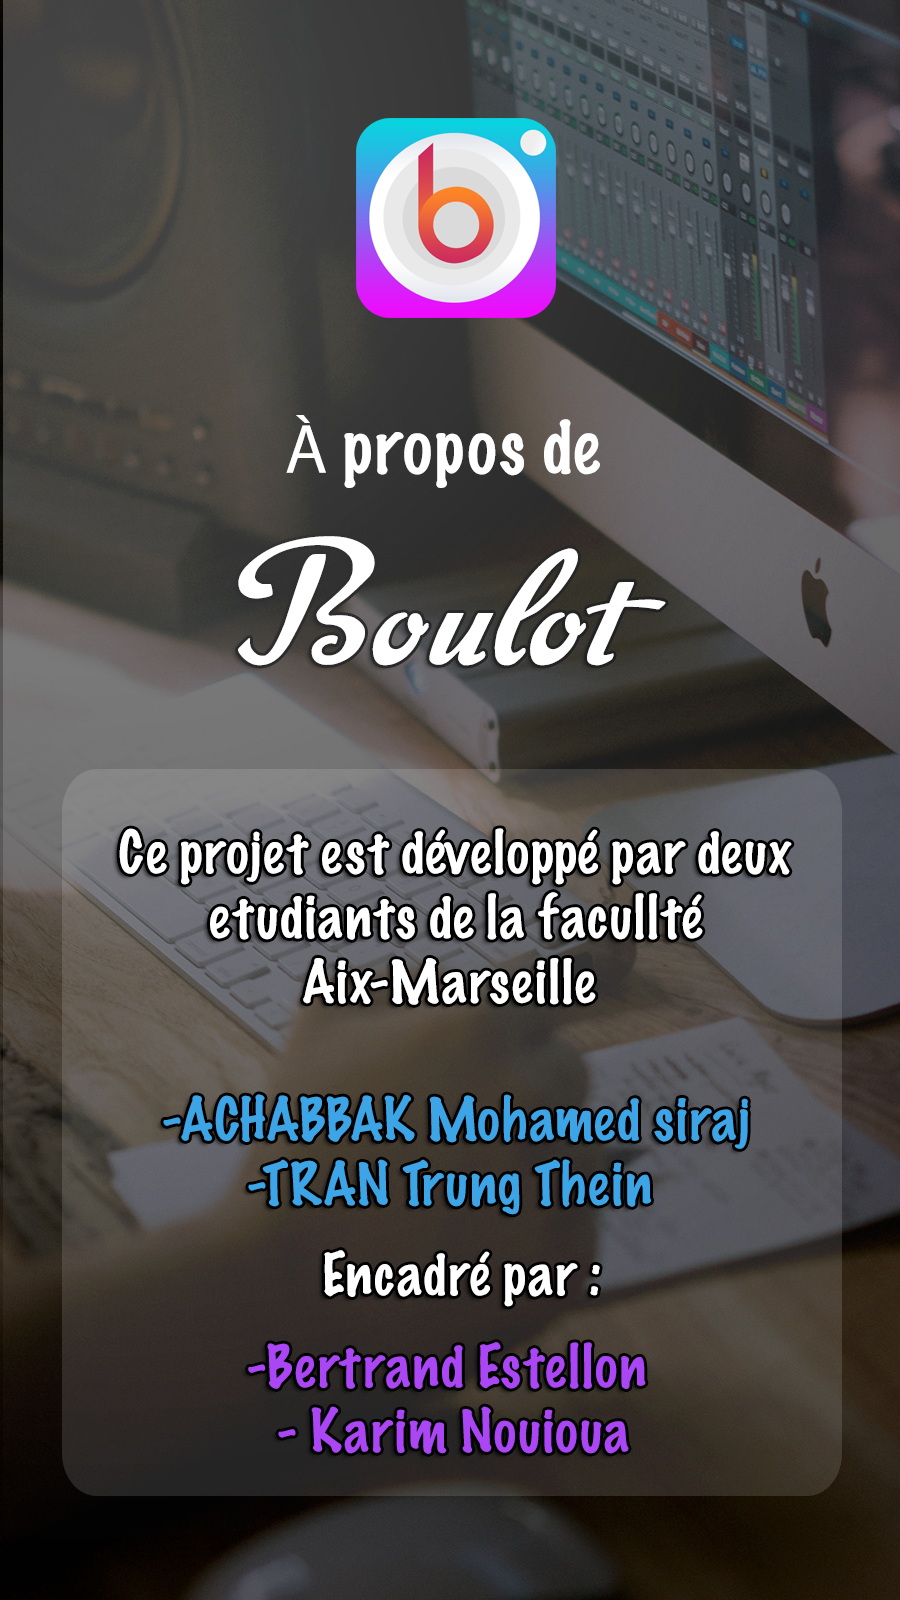 À propos de
Boulot
Ce projet est développé par deux
etudiants de la facullté
Aix-Marseille
-ACHABBAK Mohamed siraj
-TRAN Trung Thein
Encadré par :
-Bertrand Estellon
- Karim Nouioua